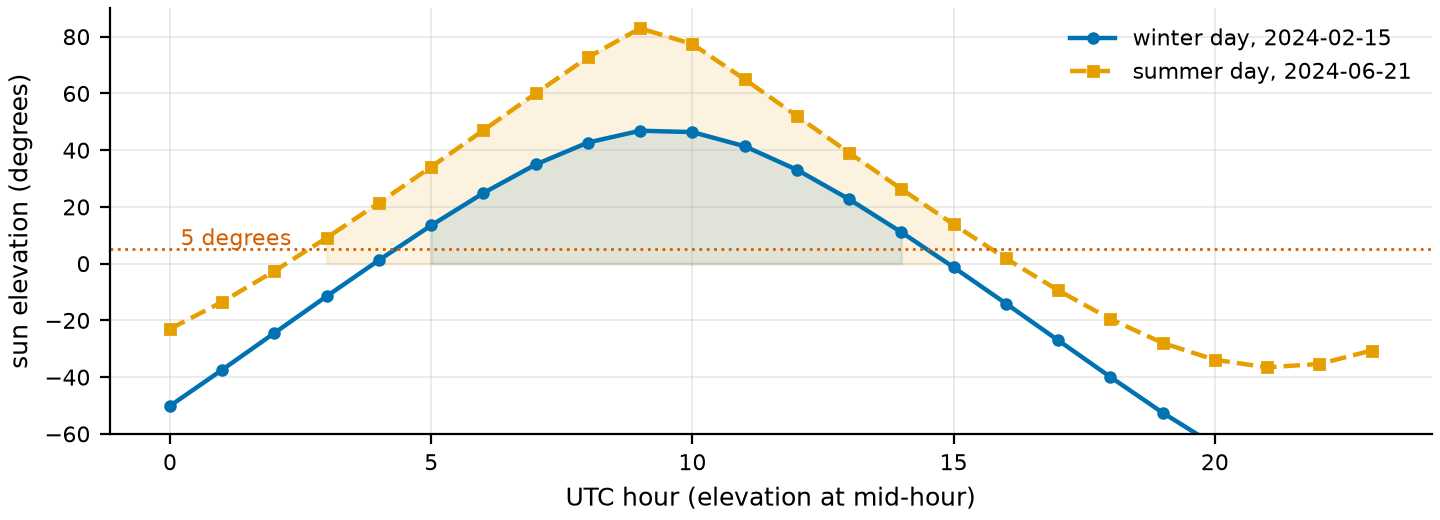 winter day, 2024-02-15
summer day, 2024-06-21
sun elevation (degrees)
80
60
40
20
0
−20
−40
−60
5 degrees
0 5 10 15 20
UTC hour (elevation at mid-hour)